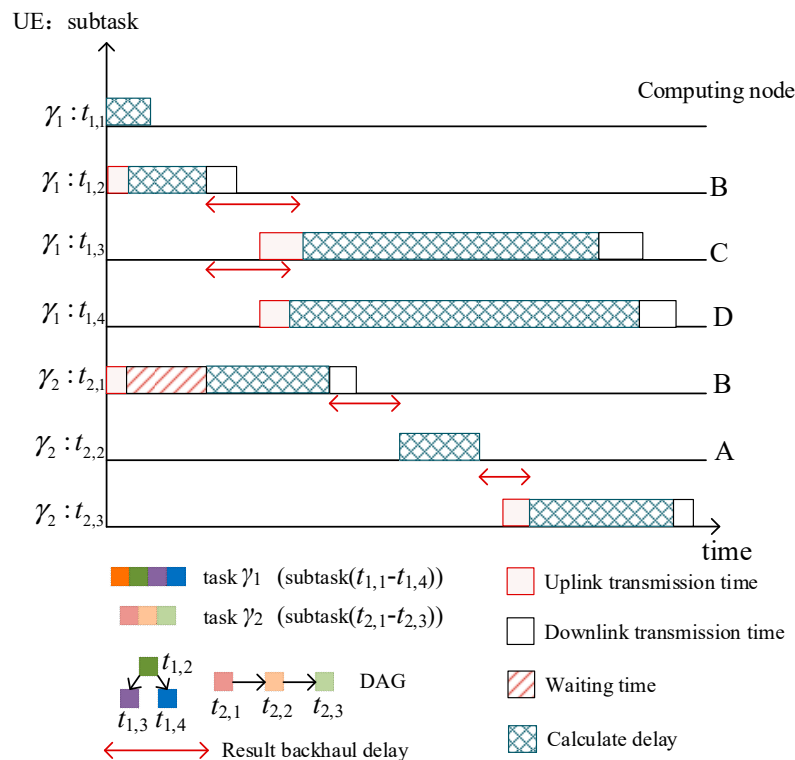 UE: subtask
Computing node
γ₁ : t₁,₁
γ₁ : t₁,₂ B
γ₁ : t₁,₃ C
γ₁ : t₁,₄ D
γ₂ : t₂,₁ B
γ₂ : t₂,₂ A
γ₂ : t₂,₃
time
task γ₁ (subtask(t₁,₁-t₁,₄))
task γ₂ (subtask(t₂,₁-t₂,₃))
t₁,₂
t₁,₃ t₁,₄
t₂,₁ t₂,₂ t₂,₃
DAG
Result backhaul delay
Uplink transmission time
Downlink transmission time
Waiting time
Calculate delay